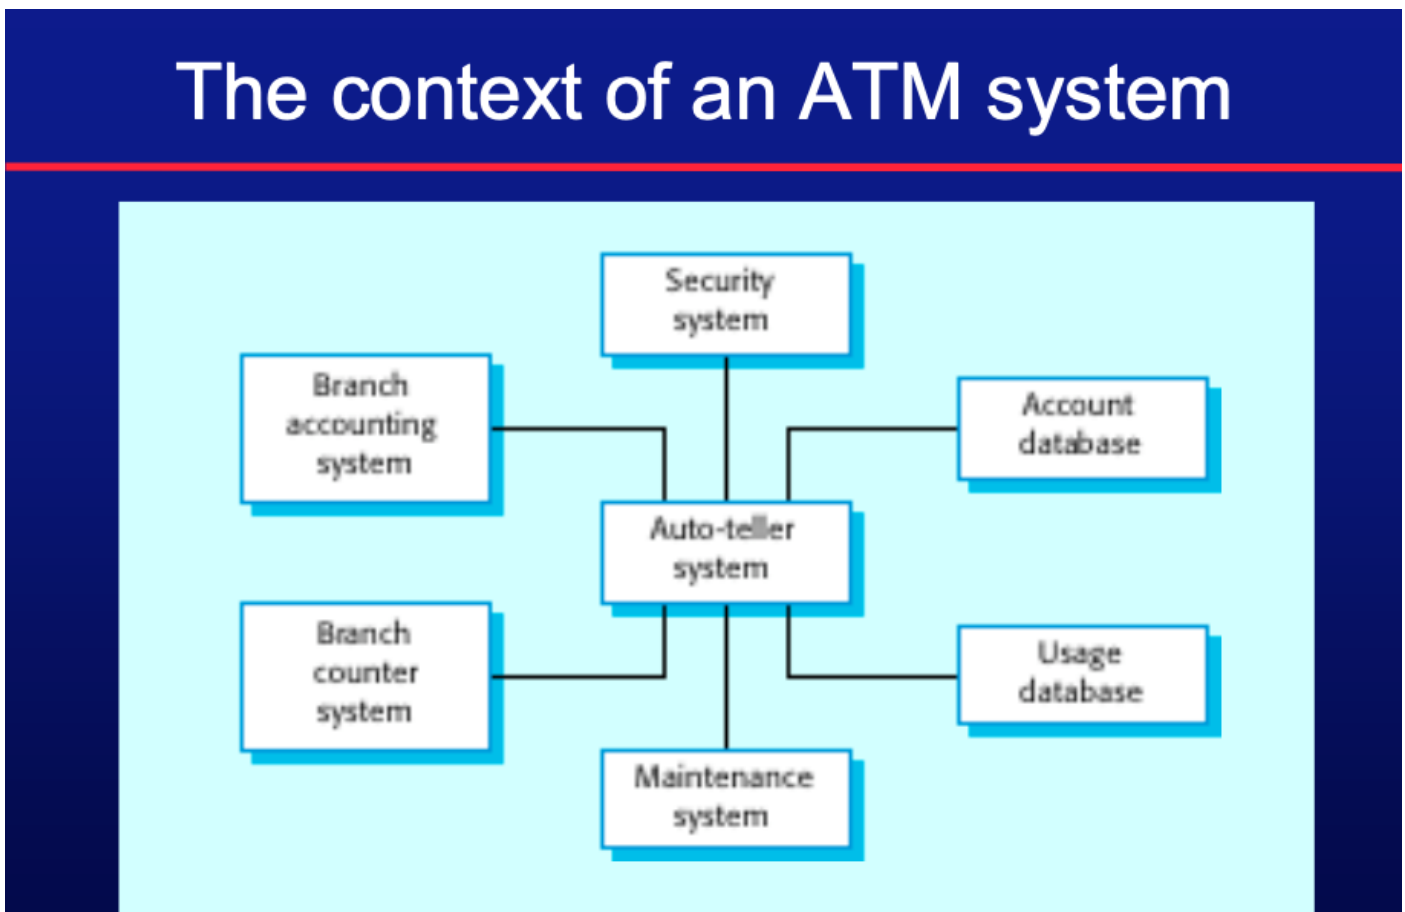 The context of an ATM system
Security
system
Branch
accounting
system
Account
database
Auto-teller
system
Branch
counter
system
Usage
database
Maintenance
system